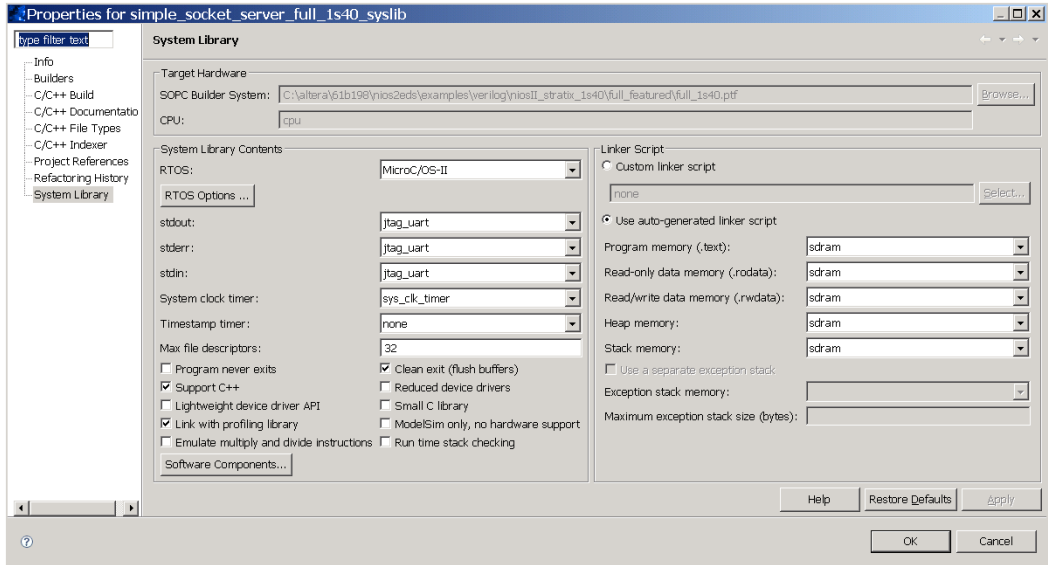 Properties for simple_socket_server_full_1s40_syslib
type filter text
Info
Builders
C/C++ Build
C/C++ Documentatio
C/C++ File Types
C/C++ Indexer
Project References
Refactoring History
System Library
System Library
Target Hardware
SOPC Builder System: C:\altera\61b198\nios2eds\examples\verilog\niosII_stratix_1s40\full_featured\full_1s40.ptf Browse...
CPU: cpu
System Library Contents
RTOS: MicroC/OS-II
RTOS Options ...
stdout: jtag_uart
stderr: jtag_uart
stdin: jtag_uart
System clock timer: sys_clk_timer
Timestamp timer: none
Max file descriptors: 32
Program never exits Clean exit (flush buffers)
Support C++ Reduced device drivers
Lightweight device driver API Small C library
Link with profiling library ModelSim only, no hardware support
Emulate multiply and divide instructions Run time stack checking
Software Components...
Linker Script
Custom linker script
none Select...
Use auto-generated linker script
Program memory (.text): sdram
Read-only data memory (.rodata): sdram
Read/write data memory (.rwdata): sdram
Heap memory: sdram
Stack memory: sdram
Use a separate exception stack
Exception stack memory:
Maximum exception stack size (bytes):
Help Restore Defaults Apply
? OK Cancel